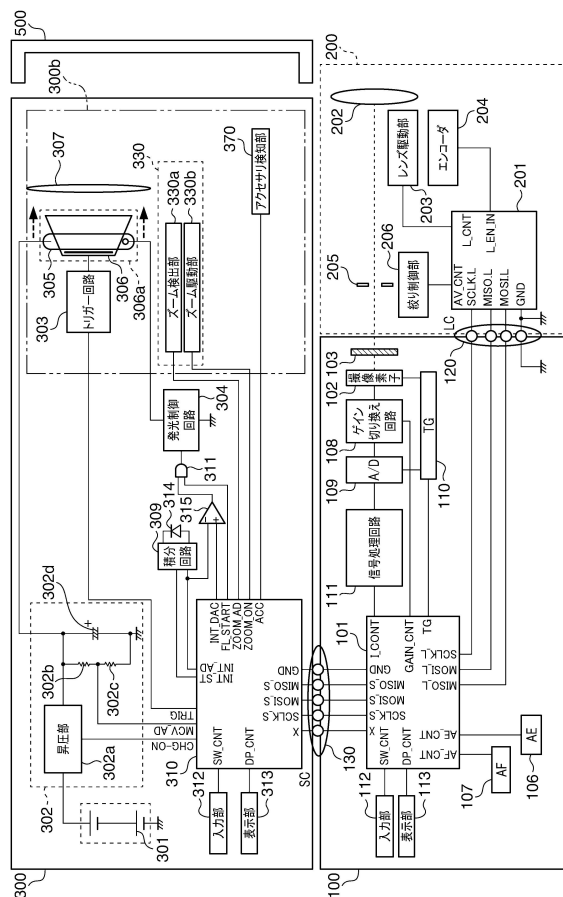 500
300b
200
307
370
330
330a
330b
ズーム検出部
ズーム駆動部
アクセサリ検知部
305
306
306a
303
トリガー回路
304
発光制御
回路
311
314
309
315
積分
回路
302d
+
302b
302c
昇圧部
302a
302
301
300
INT_DAC
FL_START
ZOOM_AD
ZOOM_ON
ACC
INT_AD
INT_ST
TRIG
MCV_AD
CHG-ON
310
SW_CNT
DP_CNT
GND
MISO_S
MOSI_S
SCLK_S
X
SC
312
入力部
313
表示部
130
202
204
レンズ駆動部
203
エンコーダ
201
206
205
絞り制御部
L_CNT
L_EN_IN
AV_CNT
SCLK.L
MISO.L
MOSI.L
GND
LC
120
103
102
撮像素子
108
ゲイン
切り換え
回路
109
A/D
TG
110
111
信号処理回路
101
I_CONT
GAIN_CNT
TG
GND
MISO_S
MOSI_S
SCLK_S
X
SCLK_L
MOSI_L
MISO_L
SW_CNT
DP_CNT
AE_CNT
AF_CNT
112
入力部
113
表示部
107
AF
AE
106
100